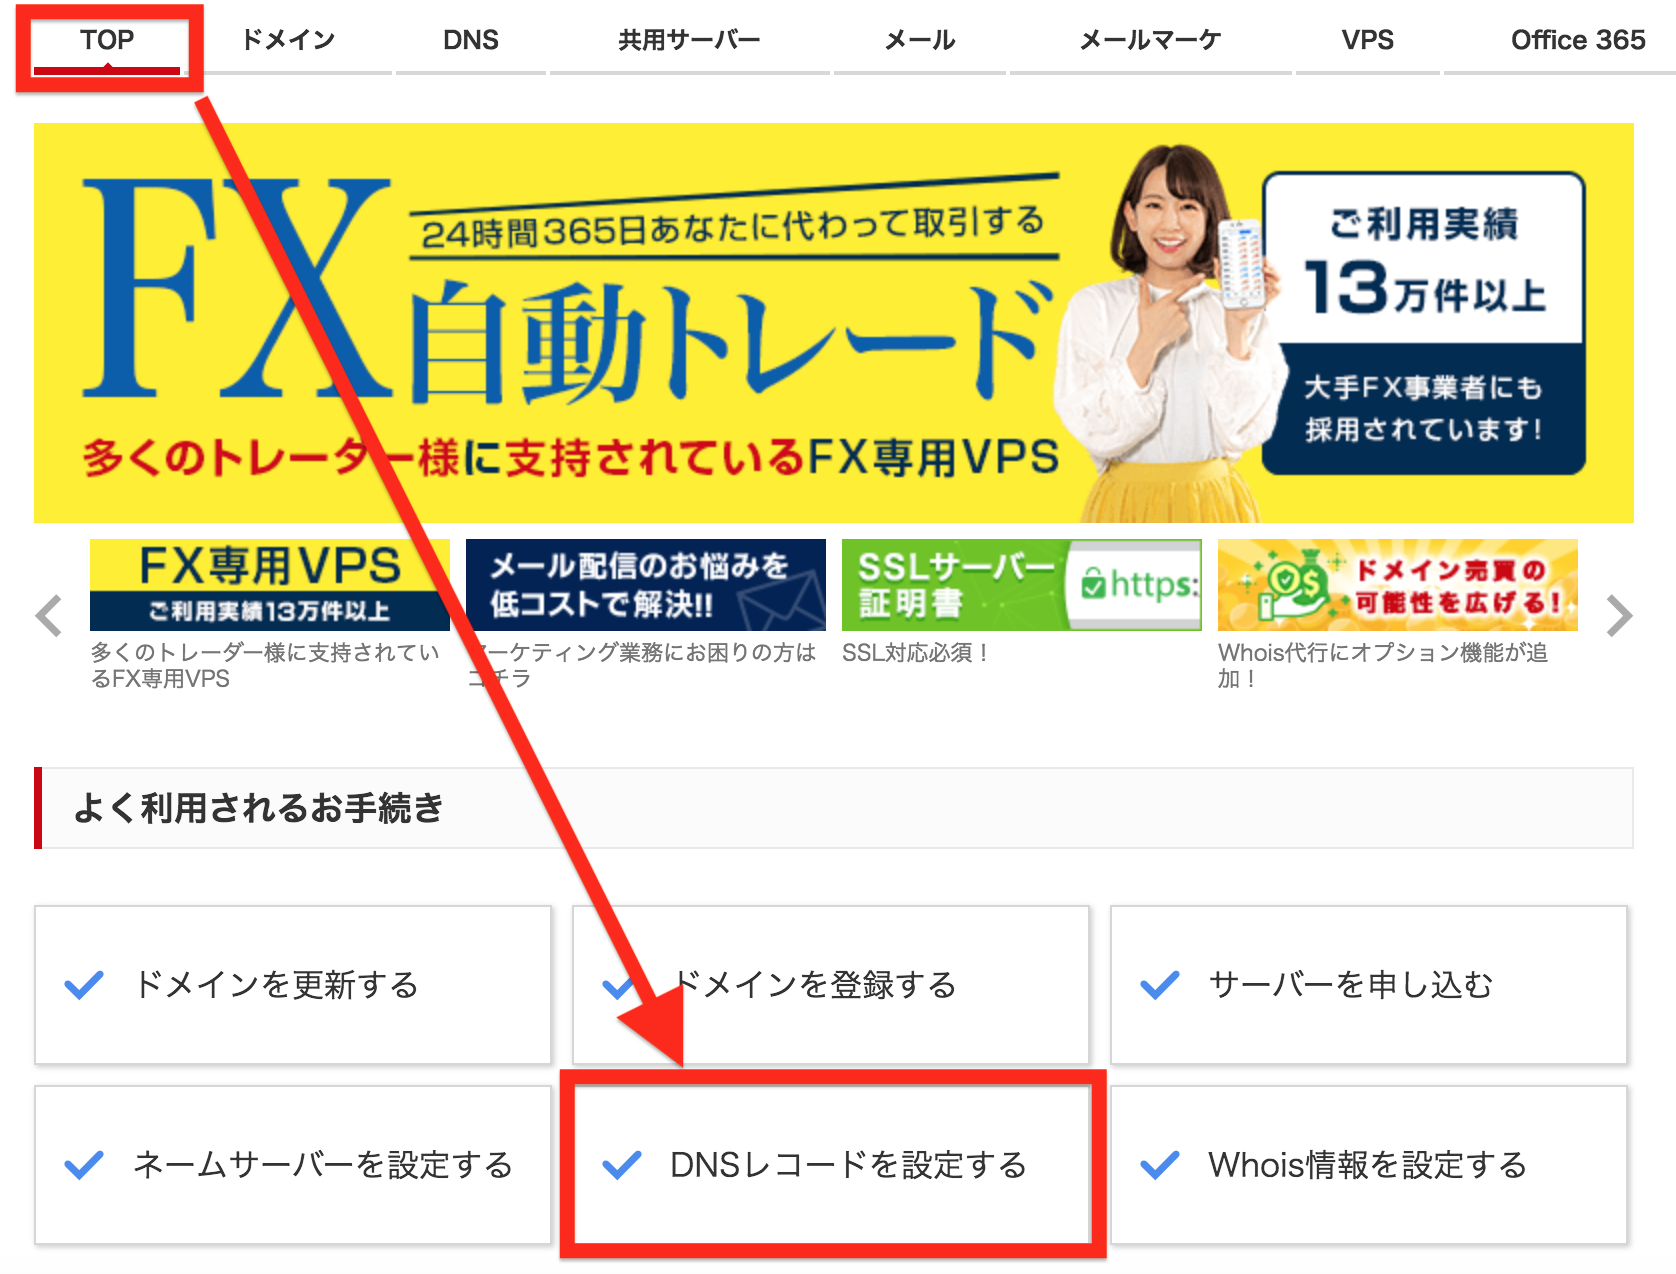 TOP
ドメイン
DNS
共用サーバー
メール
メールマーケ
VPS
Office 365
24時間365日あなたに代わって取引する
FX自動トレード
多くのトレーダー様に支持されているFX専用VPS
ご利用実績
13万件以上
大手FX事業者にも
採用されています!
FX専用VPS
ご利用実績13万件以上
多くのトレーダー様に支持されてい
るFX専用VPS
メール配信のお悩みを
低コストで解決!!
マーケティング業務にお困りの方は
コチラ
SSLサーバー
証明書
https:
SSL対応必須！
ドメイン売買の
可能性を広げる!
Whois代行にオプション機能が追
加！
よく利用されるお手続き
ドメインを更新する
ドメインを登録する
サーバーを申し込む
ネームサーバーを設定する
DNSレコードを設定する
Whois情報を設定する